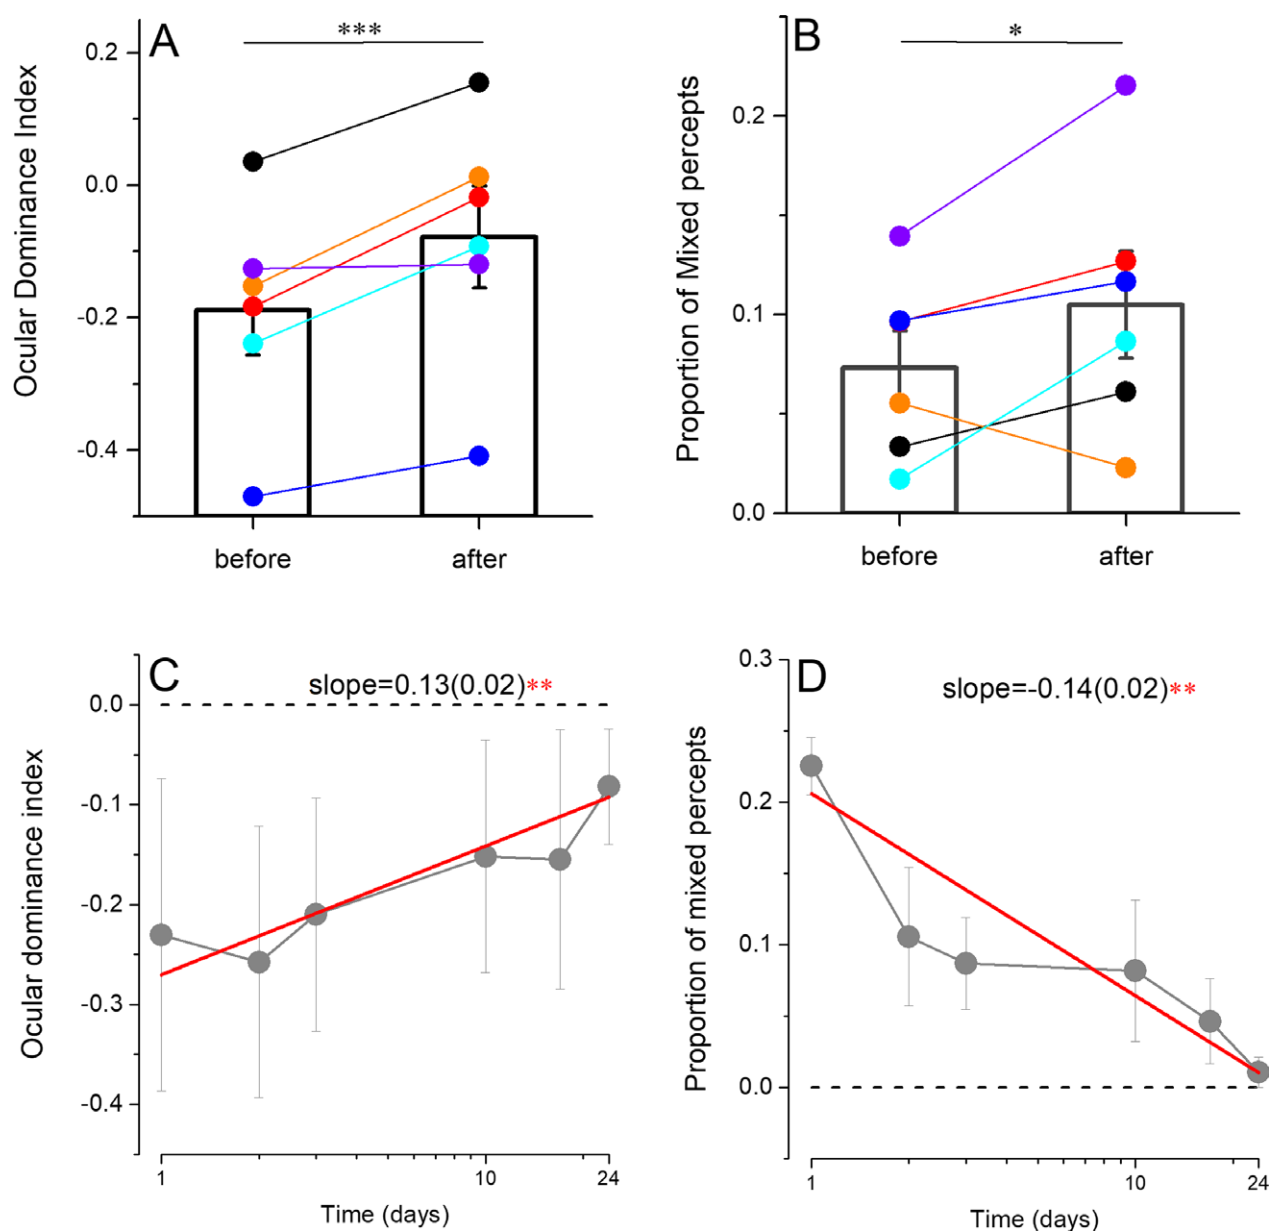 A
***
Ocular Dominance Index
0.2
0.0
-0.2
-0.4
before
after
B
*
Proportion of Mixed percepts
0.2
0.1
0.0
before
after
C
slope=0.13(0.02)**
Ocular dominance index
0.0
-0.1
-0.2
-0.3
-0.4
1
10
24
Time (days)
D
slope=-0.14(0.02)**
Proportion of mixed percepts
0.3
0.2
0.1
0.0
1
10
24
Time (days)